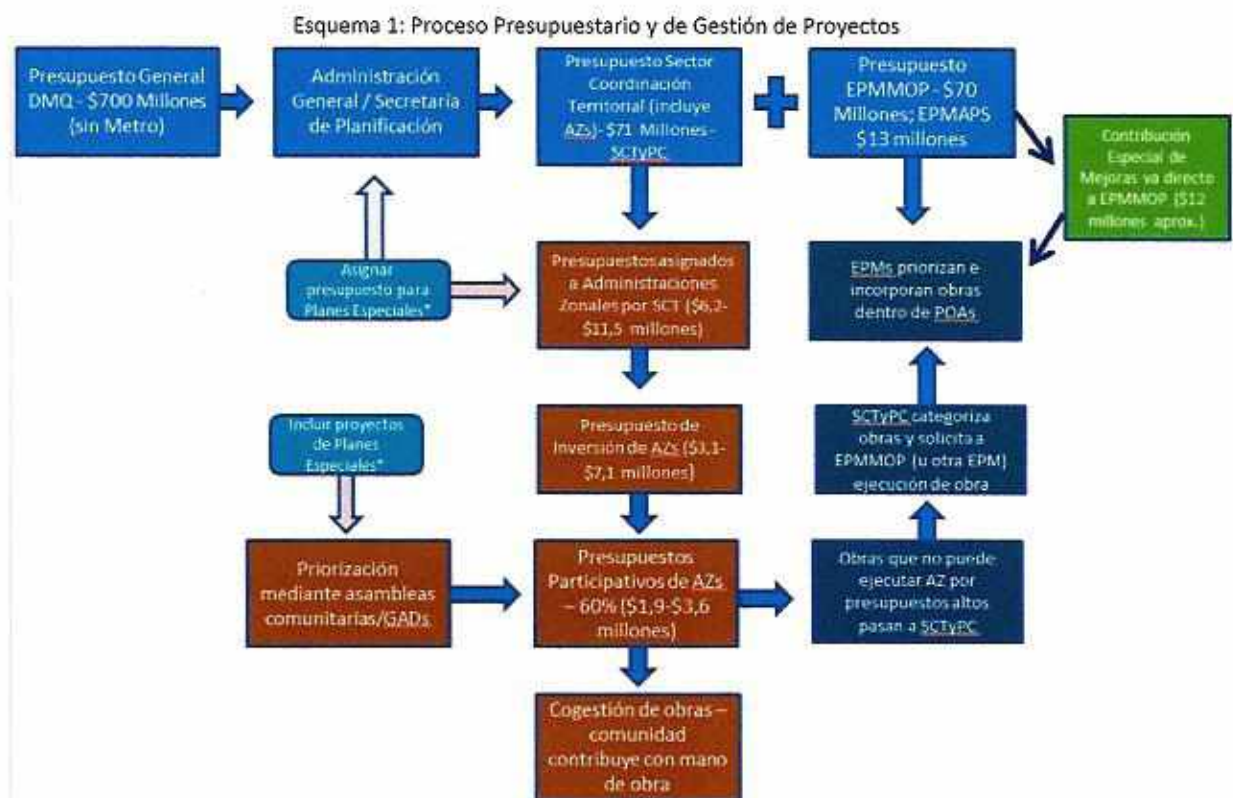 Esquema 1: Proceso Presupuestario y de Gestión de Proyectos
Presupuesto General
DMQ - $700 Millones
(sin Metro)
Administración
General / Secretaría
de Planificación
Presupuesto Sector
Coordinación
Territorial (incluye
AZs)- $71 Millones-
SCTyPC
Presupuesto
EPMMOP - $70
Millones; EPMAPS
$13 millones
Contribución
Especial de
Mejoras va directo
a EPMMOP ($12
millones aprox.)
Asignar
presupuesto para
Planes Especiales*
Presupuestos asignados
a Administraciones
Zonales por SCT ($6,2-
$11,5 millones)
EPMs priorizan e
incorporan obras
dentro de POAs
Incluir proyectos
de Planes
Especiales*
Presupuesto de
Inversión de AZs ($3,1-
$7,1 millones)
SCTyPC categoriza
obras y solicita a
EPMMOP (u otra EPM)
ejecución de obra
Priorización
mediante asambleas
comunitarias/GADs
Presupuestos
Participativos de AZs
– 60% ($1,9-$3,6
millones)
Obras que no puede
ejecutar AZ por
presupuestos altos
pasan a SCTyPC
Cogestión de obras –
comunidad
contribuye con mano
de obra